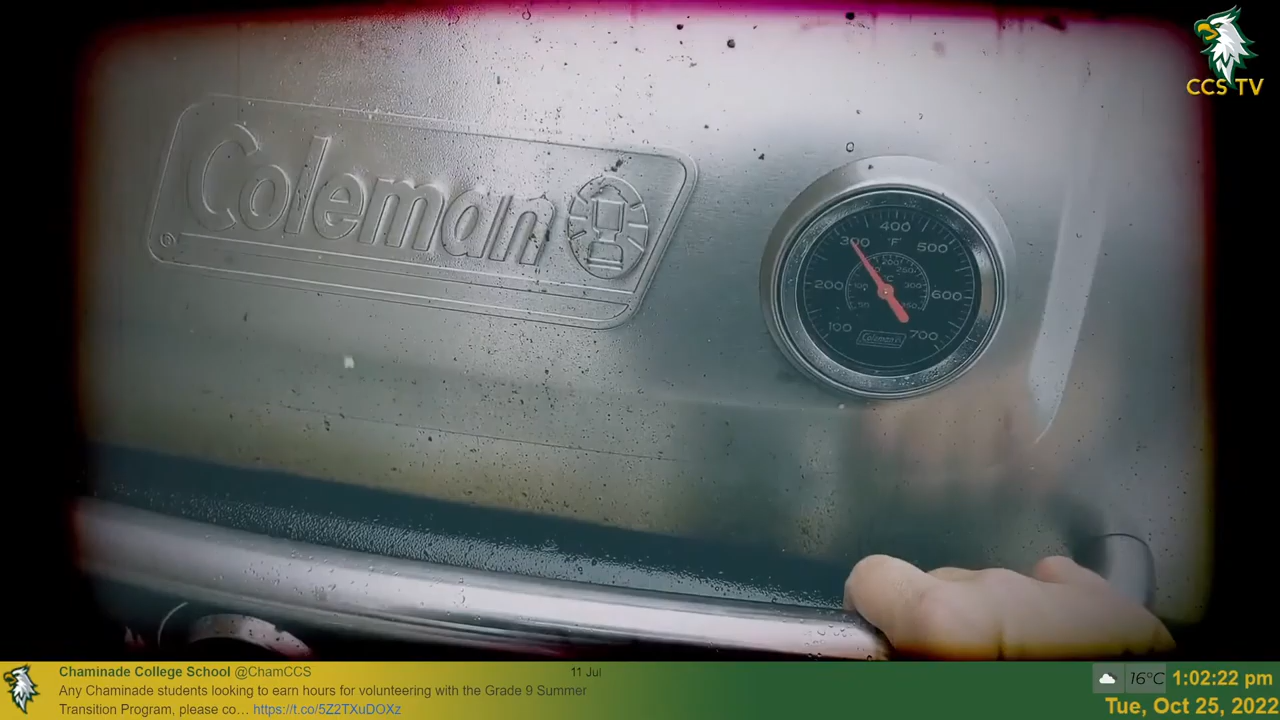 CCS TV
Coleman
400
300 °F 500
200 600
100 700
°C
Coleman
Chaminade College School @ChamCCS 11 Jul
Any Chaminade students looking to earn hours for volunteering with the Grade 9 Summer
Transition Program, please co… https://t.co/5Z2TXuDOXz
16°C 1:02:22 pm
Tue, Oct 25, 2022